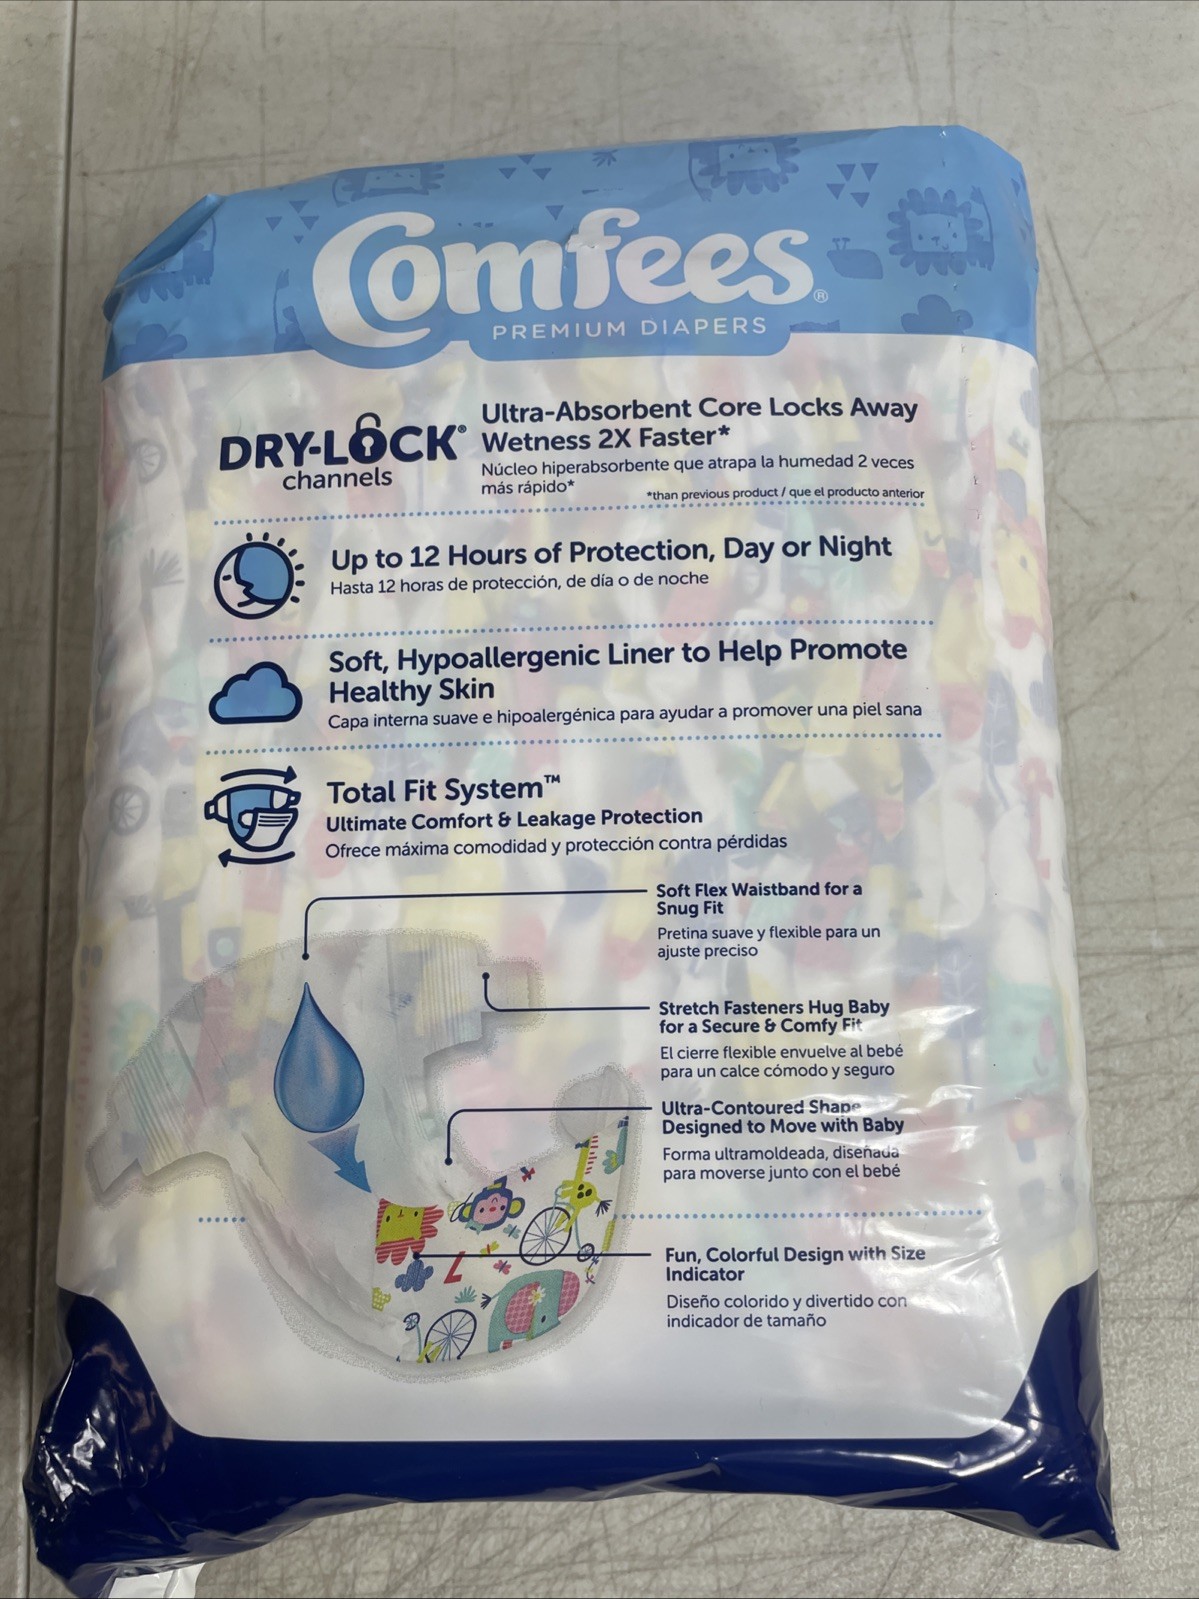 Comfees®
PREMIUM DIAPERS
DRY-LOCK®
channels
Ultra-Absorbent Core Locks Away
Wetness 2X Faster*
Núcleo hiperabsorbente que atrapa la humedad 2 veces
más rápido*
*than previous product / que el producto anterior
Up to 12 Hours of Protection, Day or Night
Hasta 12 horas de protección, de día o de noche
Soft, Hypoallergenic Liner to Help Promote
Healthy Skin
Capa interna suave e hipoalergénica para ayudar a promover una piel sana
Total Fit System™
Ultimate Comfort & Leakage Protection
Ofrece máxima comodidad y protección contra pérdidas
Soft Flex Waistband for a
Snug Fit
Pretina suave y flexible para un
ajuste preciso
Stretch Fasteners Hug Baby
for a Secure & Comfy Fit
El cierre flexible envuelve al bebé
para un calce cómodo y seguro
Ultra-Contoured Shape
Designed to Move with Baby
Forma ultramoldeada, diseñada
para moverse junto con el bebé
7
Fun, Colorful Design with Size
Indicator
Diseño colorido y divertido con
indicador de tamaño